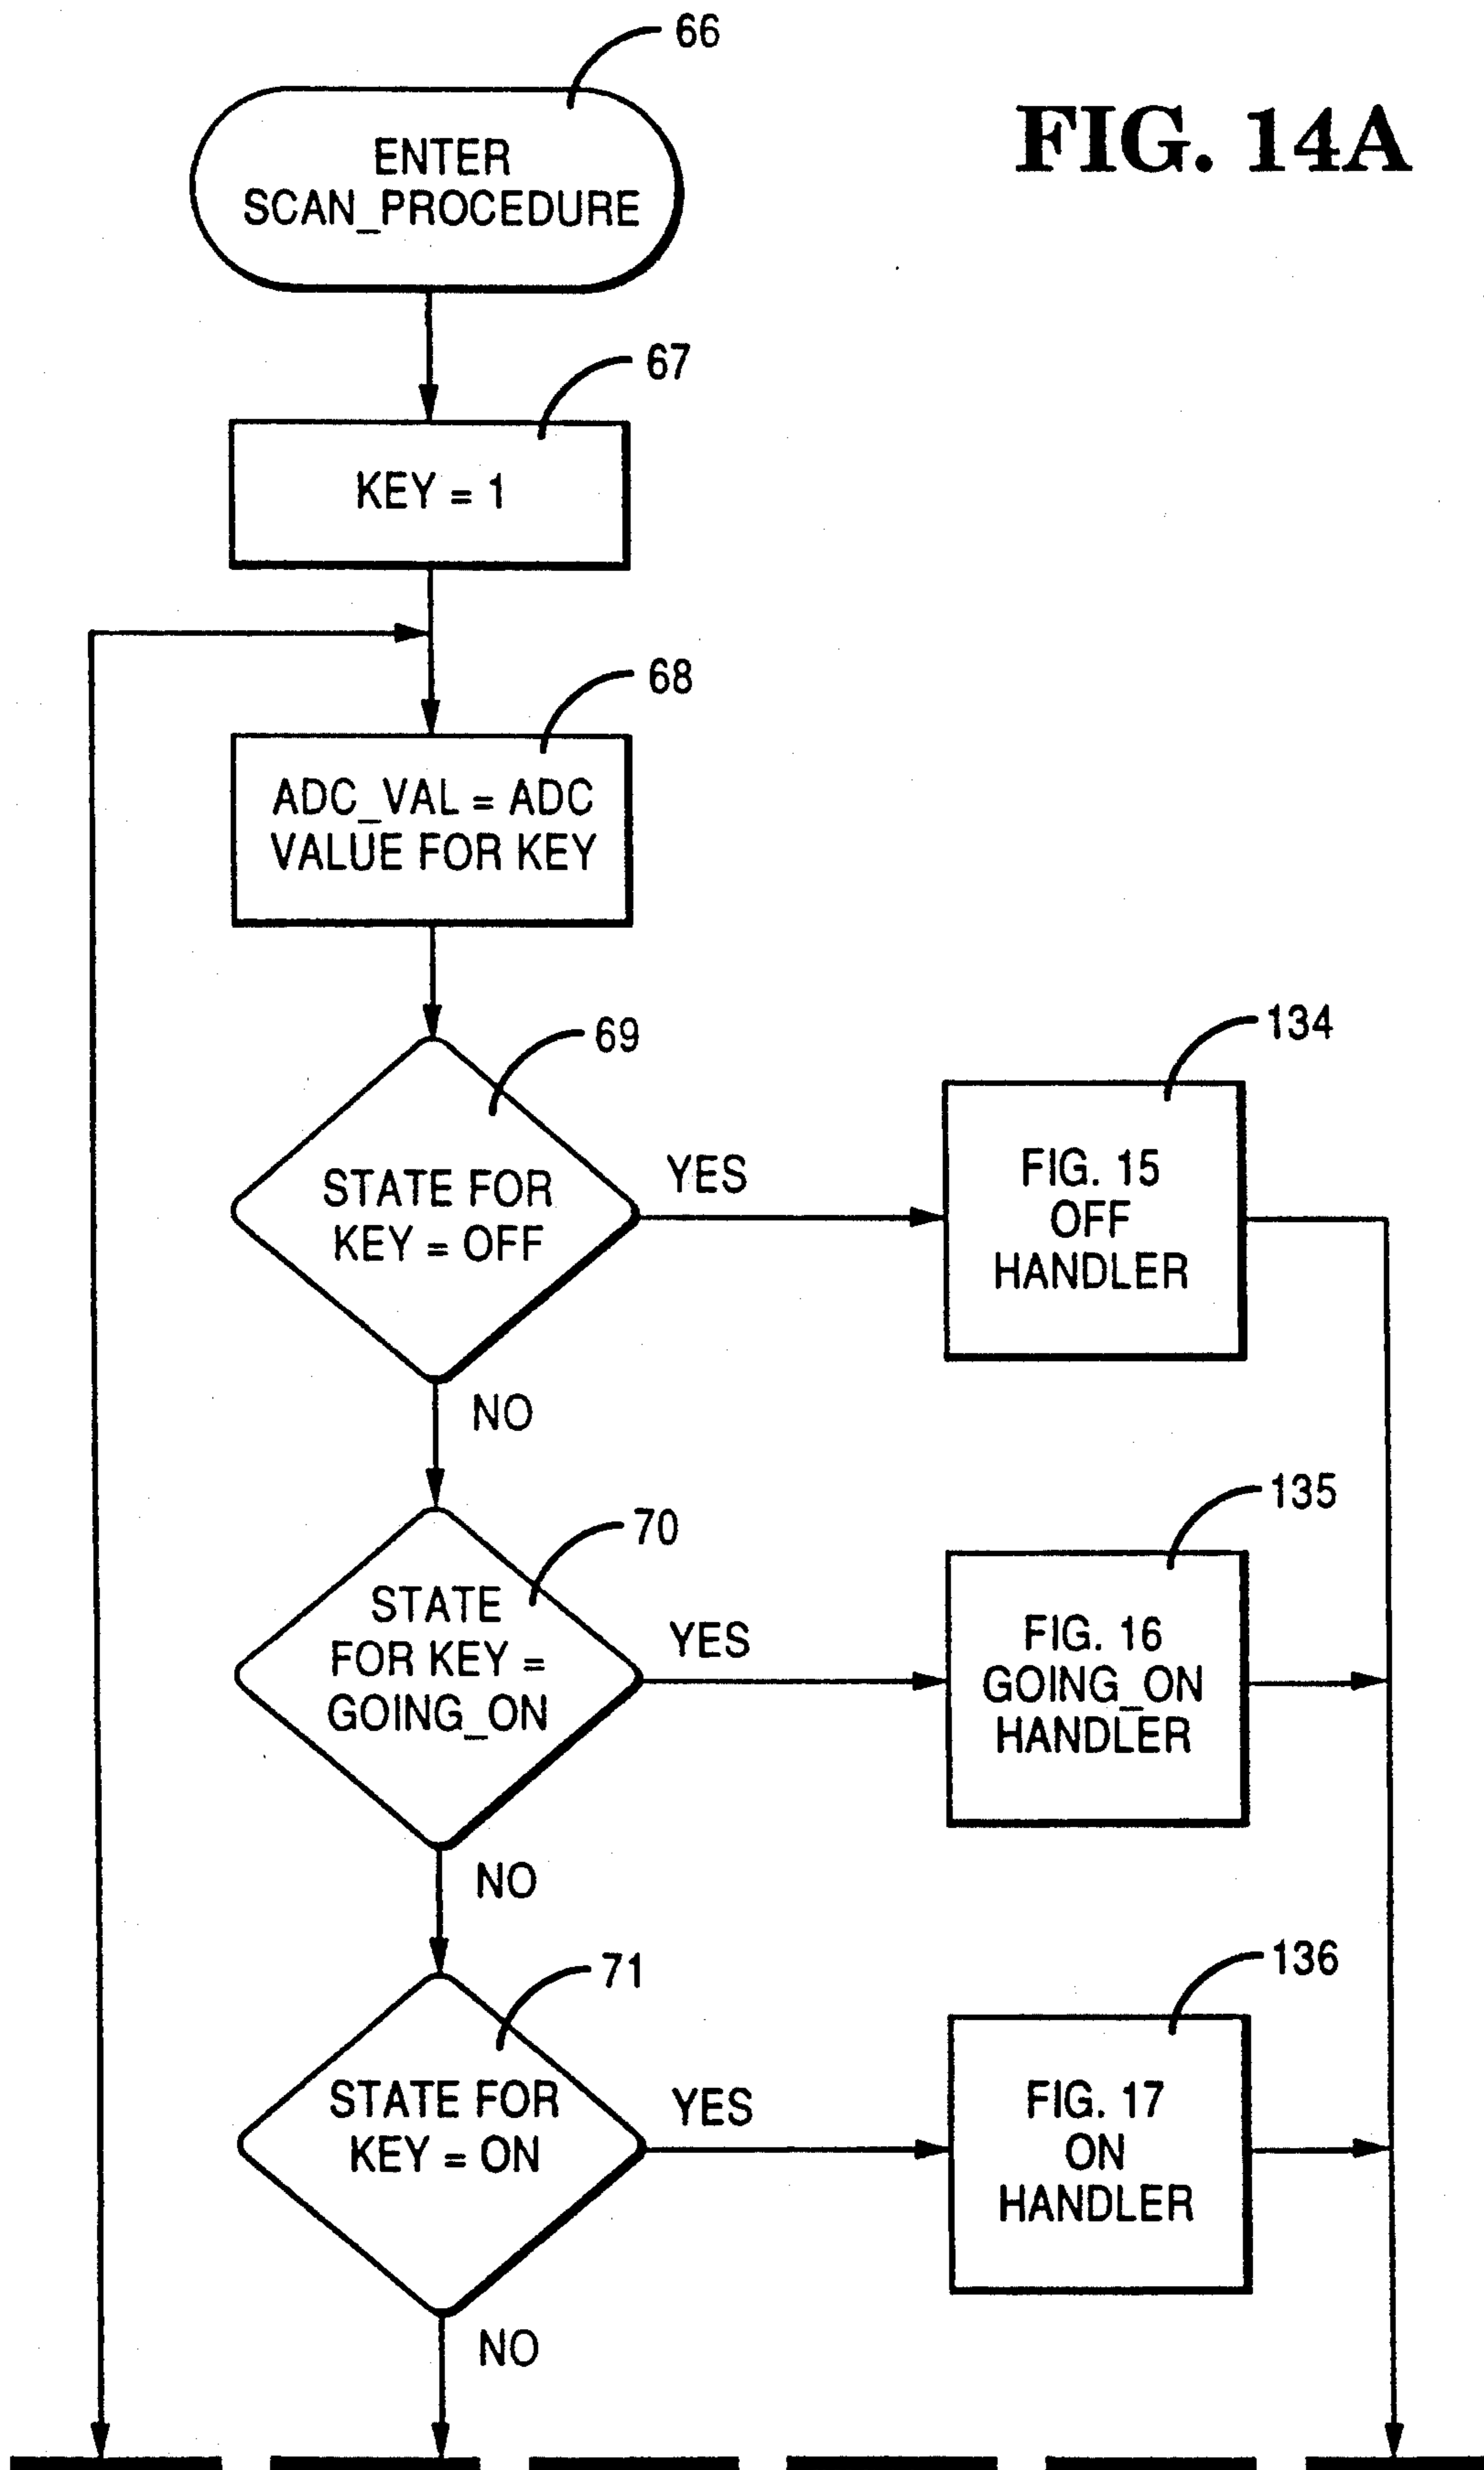 66
FIG. 14A
ENTER
SCAN_PROCEDURE
67
KEY = 1
68
ADC_VAL = ADC
VALUE FOR KEY
69
STATE FOR
KEY = OFF
YES
134
FIG. 15
OFF
HANDLER
NO
70
STATE
FOR KEY =
GOING_ON
YES
135
FIG. 16
GOING_ON
HANDLER
NO
71
STATE FOR
KEY = ON
YES
136
FIG. 17
ON
HANDLER
NO